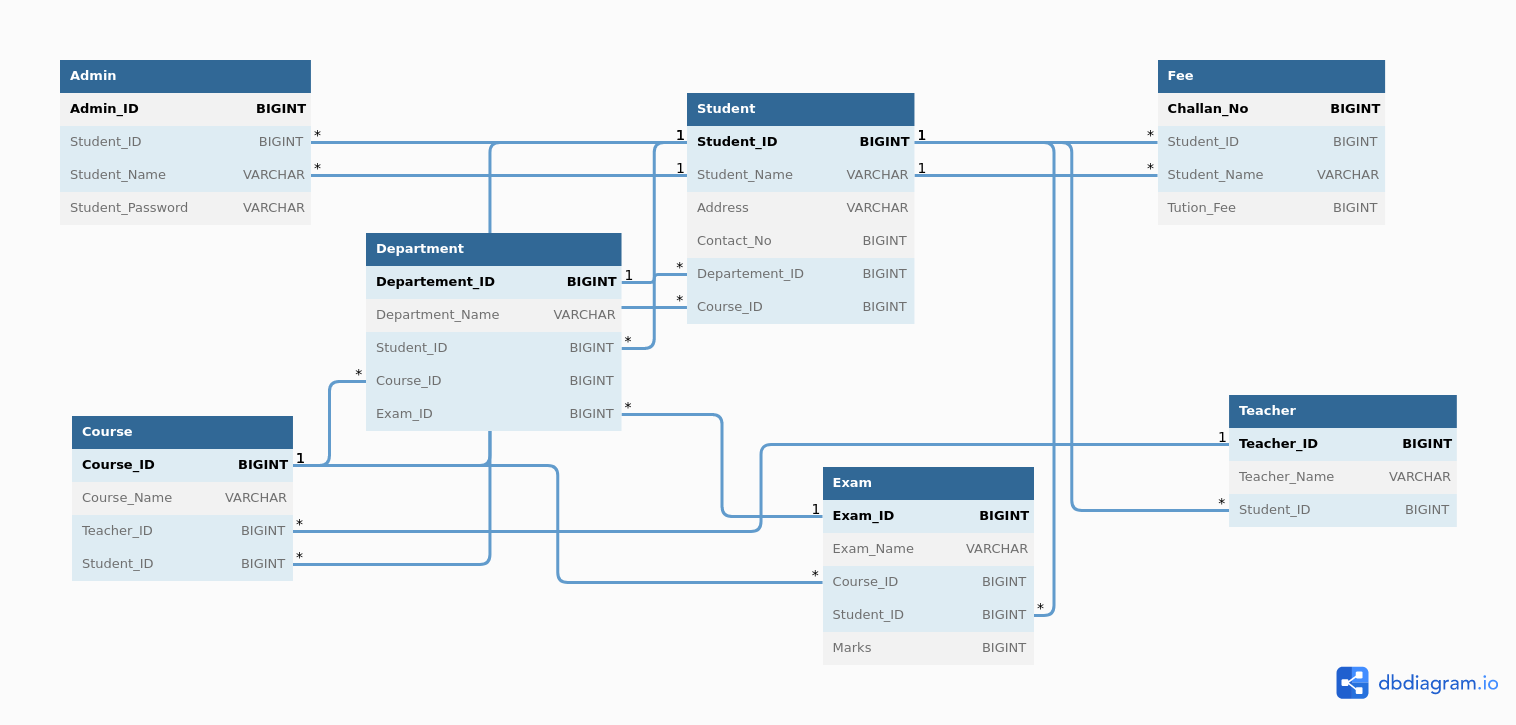 Admin
Admin_ID BIGINT
Student_ID BIGINT *
Student_Name VARCHAR *
Student_Password VARCHAR
Student
1 Student_ID BIGINT 1
1 Student_Name VARCHAR 1
Address VARCHAR
Contact_No BIGINT
* Departement_ID BIGINT
* Course_ID BIGINT
Fee
Challan_No BIGINT
* Student_ID BIGINT
* Student_Name VARCHAR
Tution_Fee BIGINT
Department
Departement_ID BIGINT 1
Department_Name VARCHAR
Student_ID BIGINT *
* Course_ID BIGINT
Exam_ID BIGINT *
Course
Course_ID BIGINT 1
Course_Name VARCHAR
Teacher_ID BIGINT *
Student_ID BIGINT *
Exam
1 Exam_ID BIGINT
Exam_Name VARCHAR
* Course_ID BIGINT
Student_ID BIGINT *
Marks BIGINT
Teacher
1 Teacher_ID BIGINT
Teacher_Name VARCHAR
* Student_ID BIGINT
dbdiagram.io